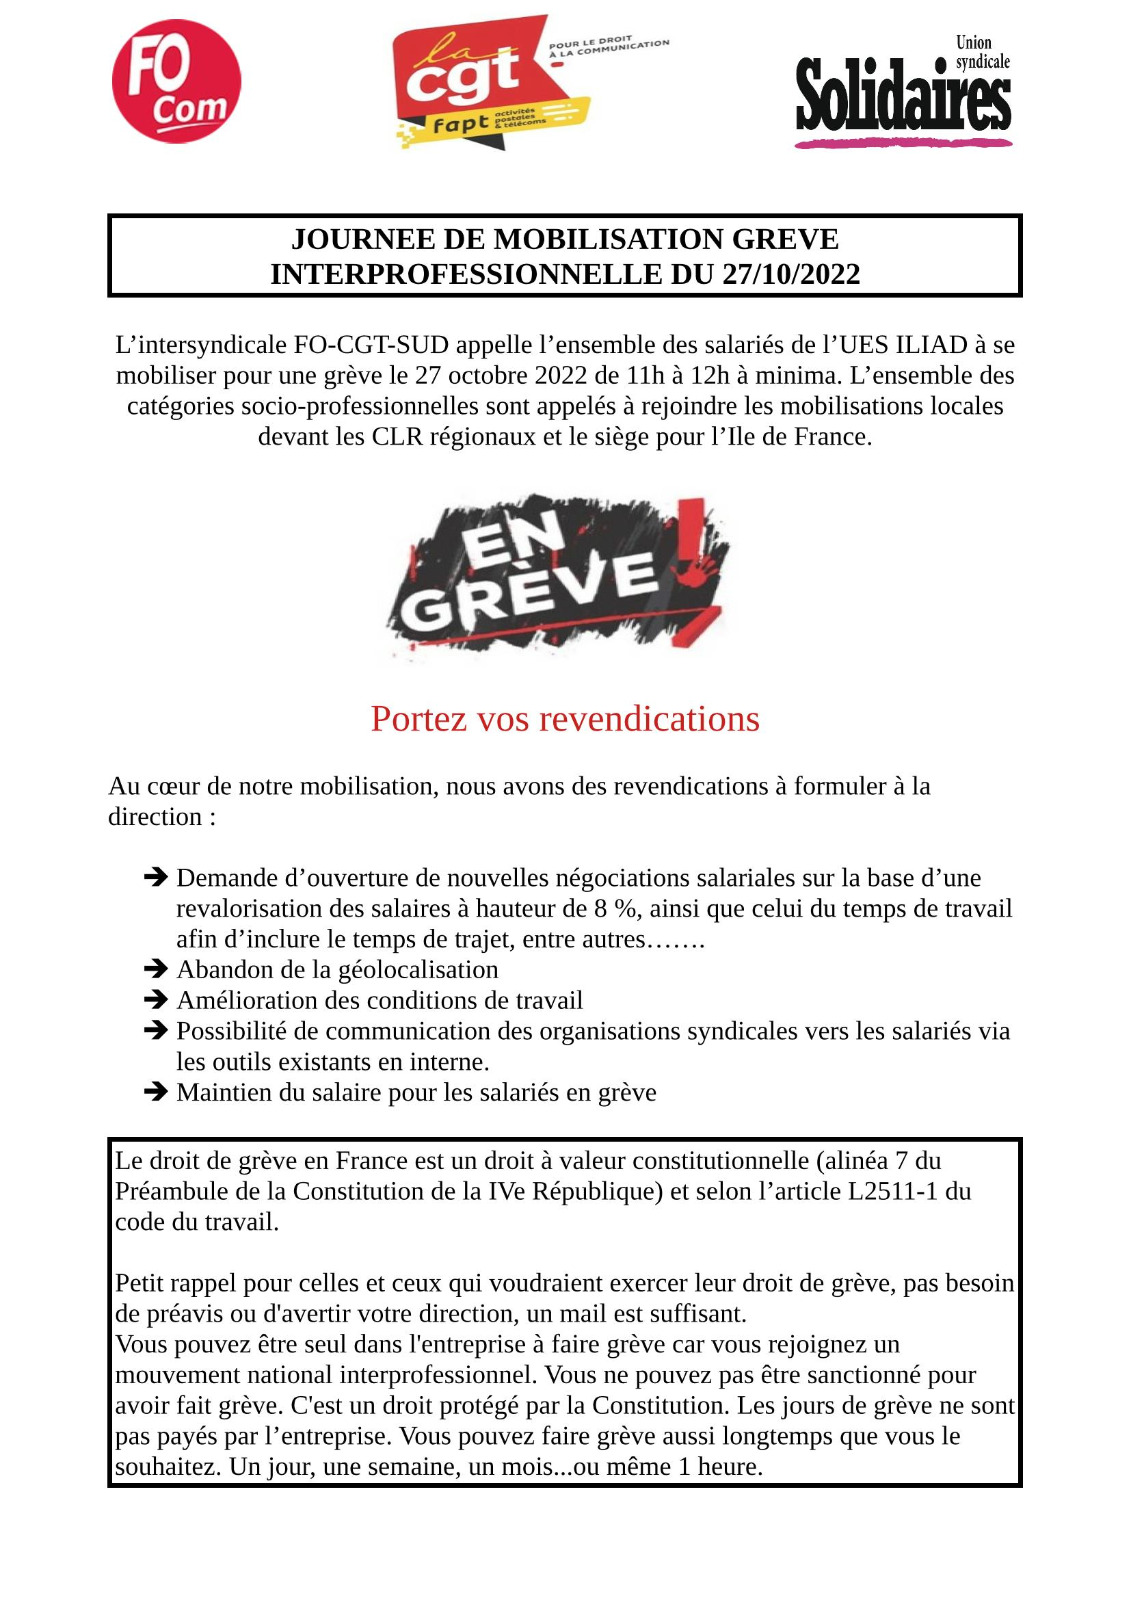 FO
Com
la
cgt
fapt
activités
postales
& télécoms
POUR LE DROIT
À LA COMMUNICATION
Union
syndicale
Solidaires
JOURNEE DE MOBILISATION GREVE
INTERPROFESSIONNELLE DU 27/10/2022
L’intersyndicale FO-CGT-SUD appelle l’ensemble des salariés de l’UES ILIAD à se
mobiliser pour une grève le 27 octobre 2022 de 11h à 12h à minima. L’ensemble des
catégories socio-professionnelles sont appelés à rejoindre les mobilisations locales
devant les CLR régionaux et le siège pour l’Ile de France.
EN
GRÈVE !
Portez vos revendications
Au cœur de notre mobilisation, nous avons des revendications à formuler à la
direction :
➔ Demande d’ouverture de nouvelles négociations salariales sur la base d’une
revalorisation des salaires à hauteur de 8 %, ainsi que celui du temps de travail
afin d’inclure le temps de trajet, entre autres…….
➔ Abandon de la géolocalisation
➔ Amélioration des conditions de travail
➔ Possibilité de communication des organisations syndicales vers les salariés via
les outils existants en interne.
➔ Maintien du salaire pour les salariés en grève
Le droit de grève en France est un droit à valeur constitutionnelle (alinéa 7 du
Préambule de la Constitution de la IVe République) et selon l’article L2511-1 du
code du travail.
Petit rappel pour celles et ceux qui voudraient exercer leur droit de grève, pas besoin
de préavis ou d'avertir votre direction, un mail est suffisant.
Vous pouvez être seul dans l'entreprise à faire grève car vous rejoignez un
mouvement national interprofessionnel. Vous ne pouvez pas être sanctionné pour
avoir fait grève. C'est un droit protégé par la Constitution. Les jours de grève ne sont
pas payés par l’entreprise. Vous pouvez faire grève aussi longtemps que vous le
souhaitez. Un jour, une semaine, un mois...ou même 1 heure.